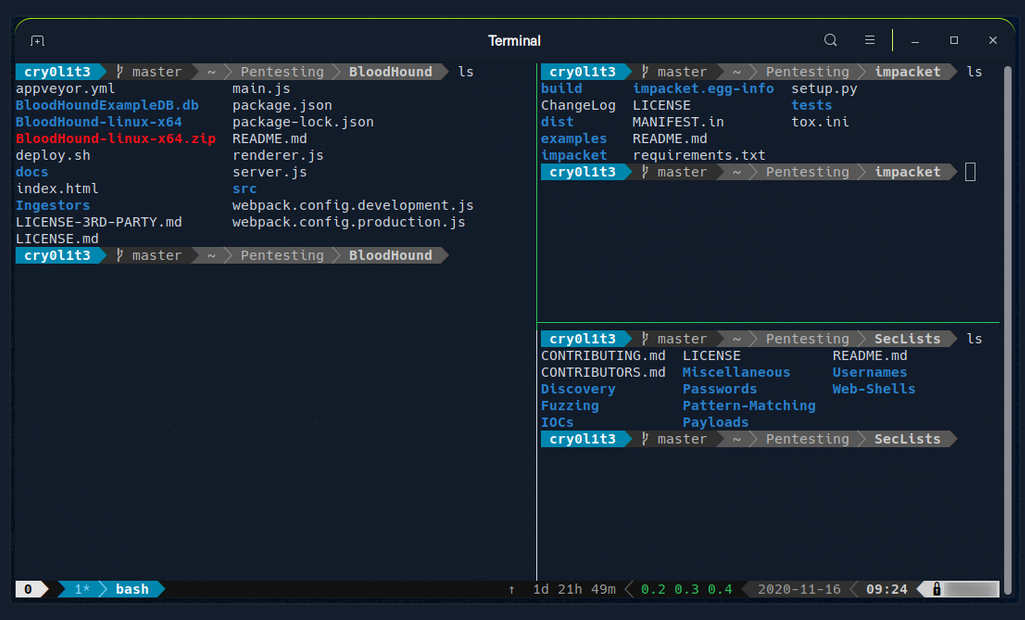 Terminal
cry0l1t3 master ~ Pentesting BloodHound ls
appveyor.yml main.js
BloodHoundExampleDB.db package.json
BloodHound-linux-x64 package-lock.json
BloodHound-linux-x64.zip README.md
deploy.sh renderer.js
docs server.js
index.html src
Ingestors webpack.config.development.js
LICENSE-3RD-PARTY.md webpack.config.production.js
LICENSE.md
cry0l1t3 master ~ Pentesting BloodHound
cry0l1t3 master ~ Pentesting impacket ls
build impacket.egg-info setup.py
ChangeLog LICENSE tests
dist MANIFEST.in tox.ini
examples README.md
impacket requirements.txt
cry0l1t3 master ~ Pentesting impacket
cry0l1t3 master ~ Pentesting SecLists ls
CONTRIBUTING.md LICENSE README.md
CONTRIBUTORS.md Miscellaneous Usernames
Discovery Passwords Web-Shells
Fuzzing Pattern-Matching
IOCs Payloads
cry0l1t3 master ~ Pentesting SecLists
0 1* bash ↑ 1d 21h 49m 0.2 0.3 0.4 2020-11-16 09:24